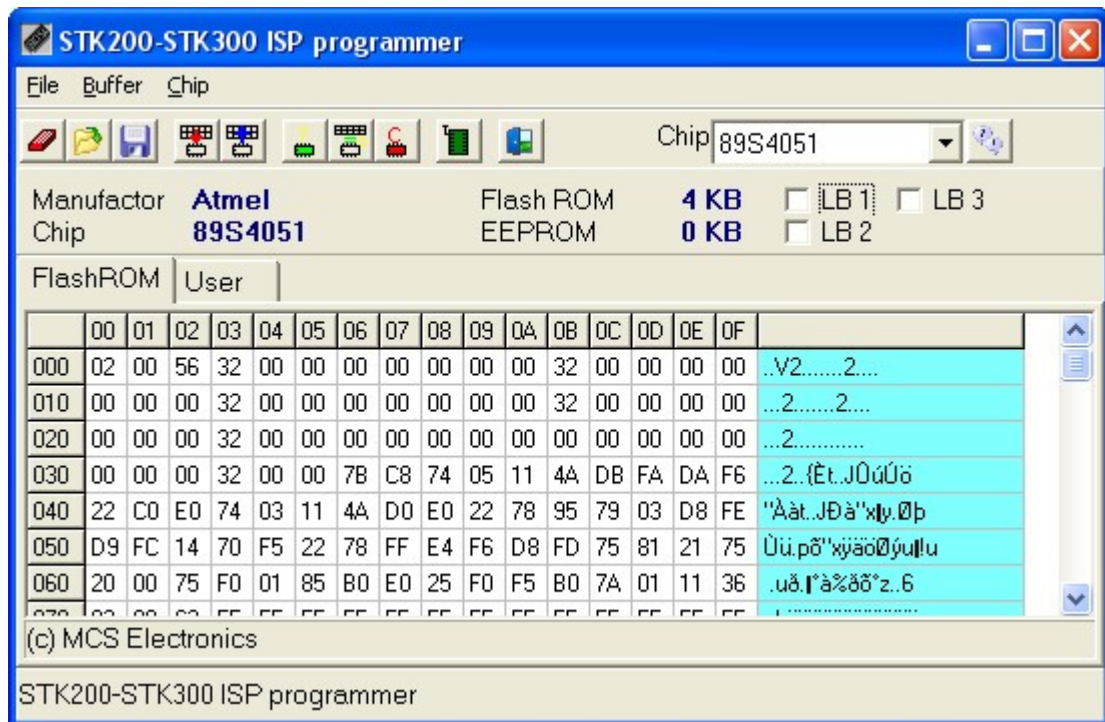 STK200-STK300 ISP programmer
File Buffer Chip
Chip 89S4051
Manufactor Atmel Flash ROM 4 KB LB 1 LB 3
Chip 89S4051 EEPROM 0 KB LB 2
FlashROM User
00 01 02 03 04 05 06 07 08 09 0A 0B 0C 0D 0E 0F
000 02 00 56 32 00 00 00 00 00 00 00 32 00 00 00 00 ..V2.......2....
010 00 00 00 32 00 00 00 00 00 00 00 32 00 00 00 00 ...2.......2....
020 00 00 00 32 00 00 00 00 00 00 00 00 00 00 00 00 ...2............
030 00 00 00 32 00 00 7B C8 74 05 11 4A DB FA DA F6 ...2..{Èt..JÛúÚö
040 22 C0 E0 74 03 11 4A D0 E0 22 78 95 79 03 D8 FE "Ààt..JÐà"x
050 D9 FC 14 70 F5 22 78 FF E4 F6 D8 FD 75 81 21 75 Ùü.põ"xÿäöØýu
060 20 00 75 F0 01 85 B0 E0 25 F0 F5 B0 7A 01 11 36 .uð.
(c) MCS Electronics
STK200-STK300 ISP programmer